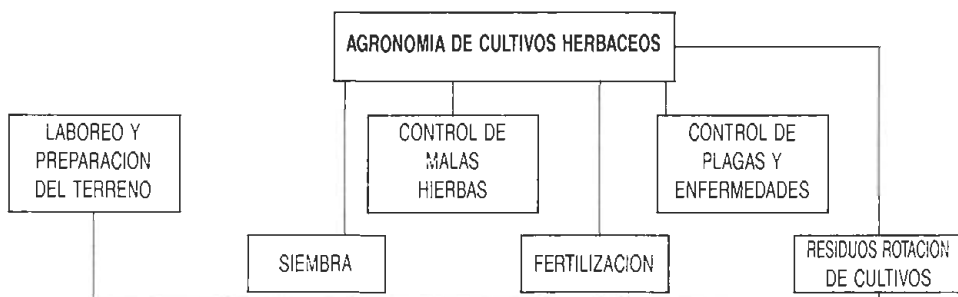 AGRONOMIA DE CULTIVOS HERBACEOS
LABOREO Y
PREPARACION
DEL TERRENO
CONTROL DE
MALAS
HIERBAS
CONTROL DE
PLAGAS Y
ENFERMEDADES
SIEMBRA
FERTILIZACION
RESIDUOS ROTACION
DE CULTIVOS